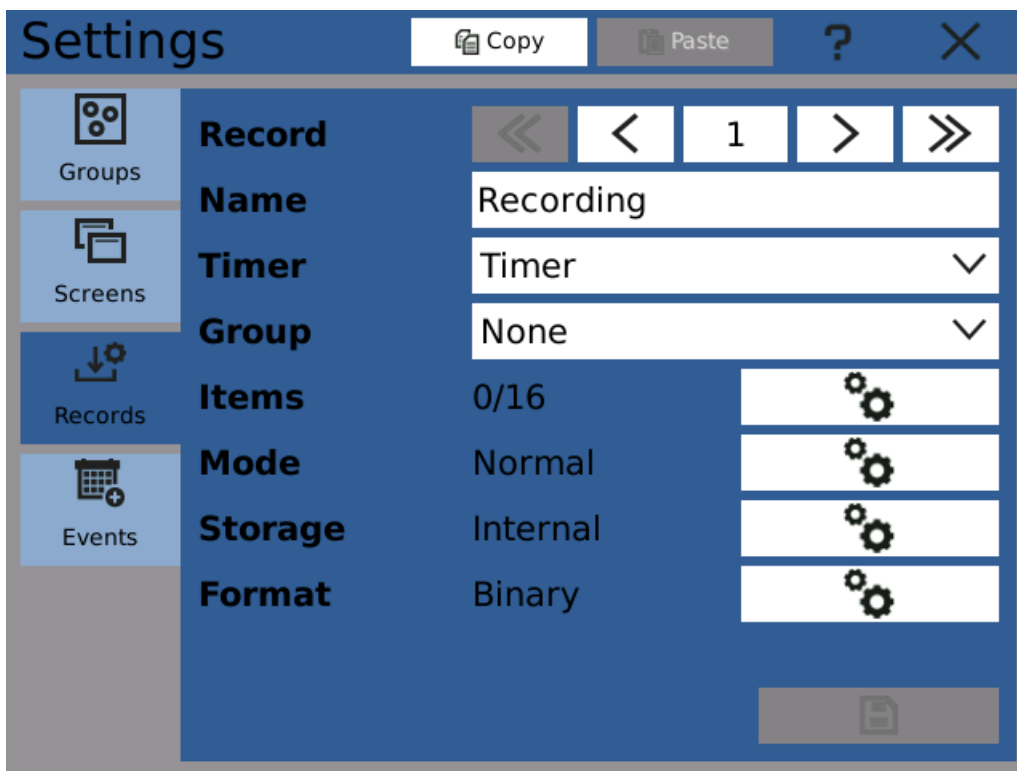 Settings Copy Paste ?
Groups
Screens
Records
Events
Record 1
Name Recording
Timer Timer
Group None
Items 0/16
Mode Normal
Storage Internal
Format Binary